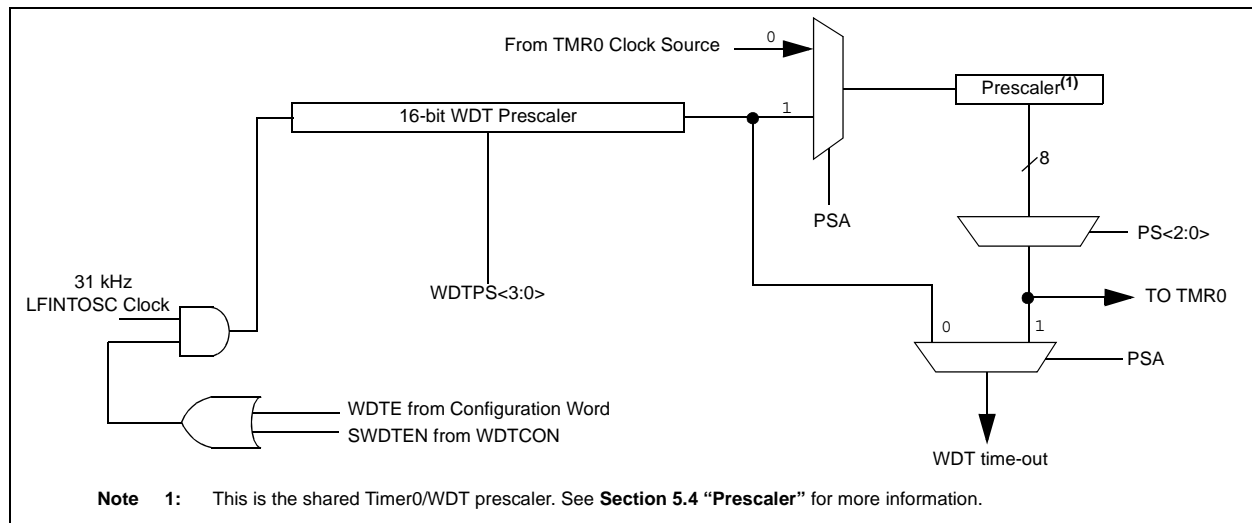 0
From TMR0 Clock Source
Prescaler(1)
1
16-bit WDT Prescaler
8
PSA
PS<2:0>
31 kHz
LFINTOSC Clock
WDTPS<3:0>
TO TMR0
0
1
PSA
WDTE from Configuration Word
SWDTEN from WDTCON
WDT time-out
Note 1: This is the shared Timer0/WDT prescaler. See Section 5.4 “Prescaler” for more information.